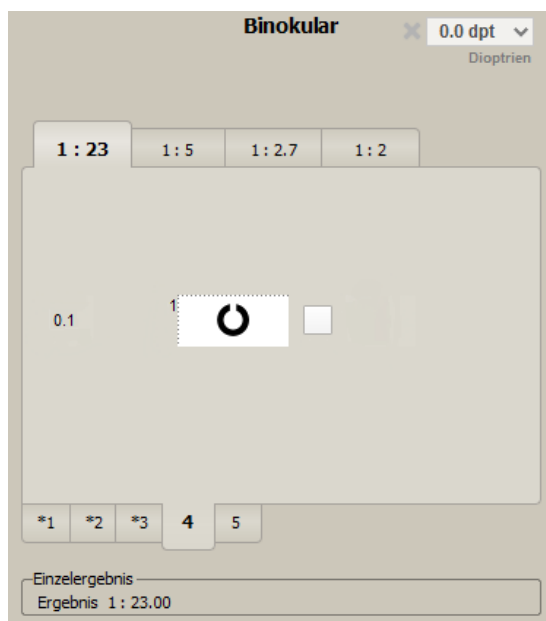 Binokular
0.0 dpt
Dioptrien
1 : 23 1 : 5 1 : 2.7 1 : 2
0.1 1
*1 *2 *3 4 5
Einzelergebnis
Ergebnis 1 : 23.00